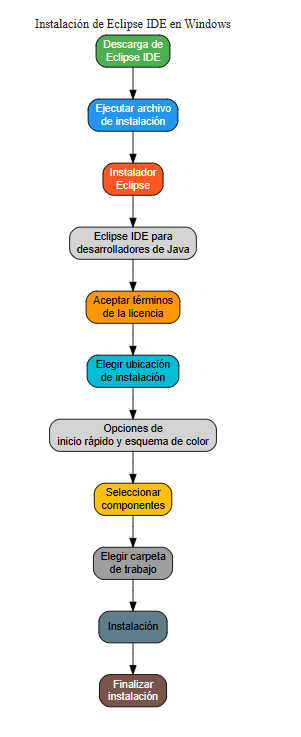 Instalación de Eclipse IDE en Windows
Descarga de
Eclipse IDE
Ejecutar archivo
de instalación
Instalador
Eclipse
Eclipse IDE para
desarrolladores de Java
Aceptar términos
de la licencia
Elegir ubicación
de instalación
Opciones de
inicio rápido y esquema de color
Seleccionar
componentes
Elegir carpeta
de trabajo
Instalación
Finalizar
instalación